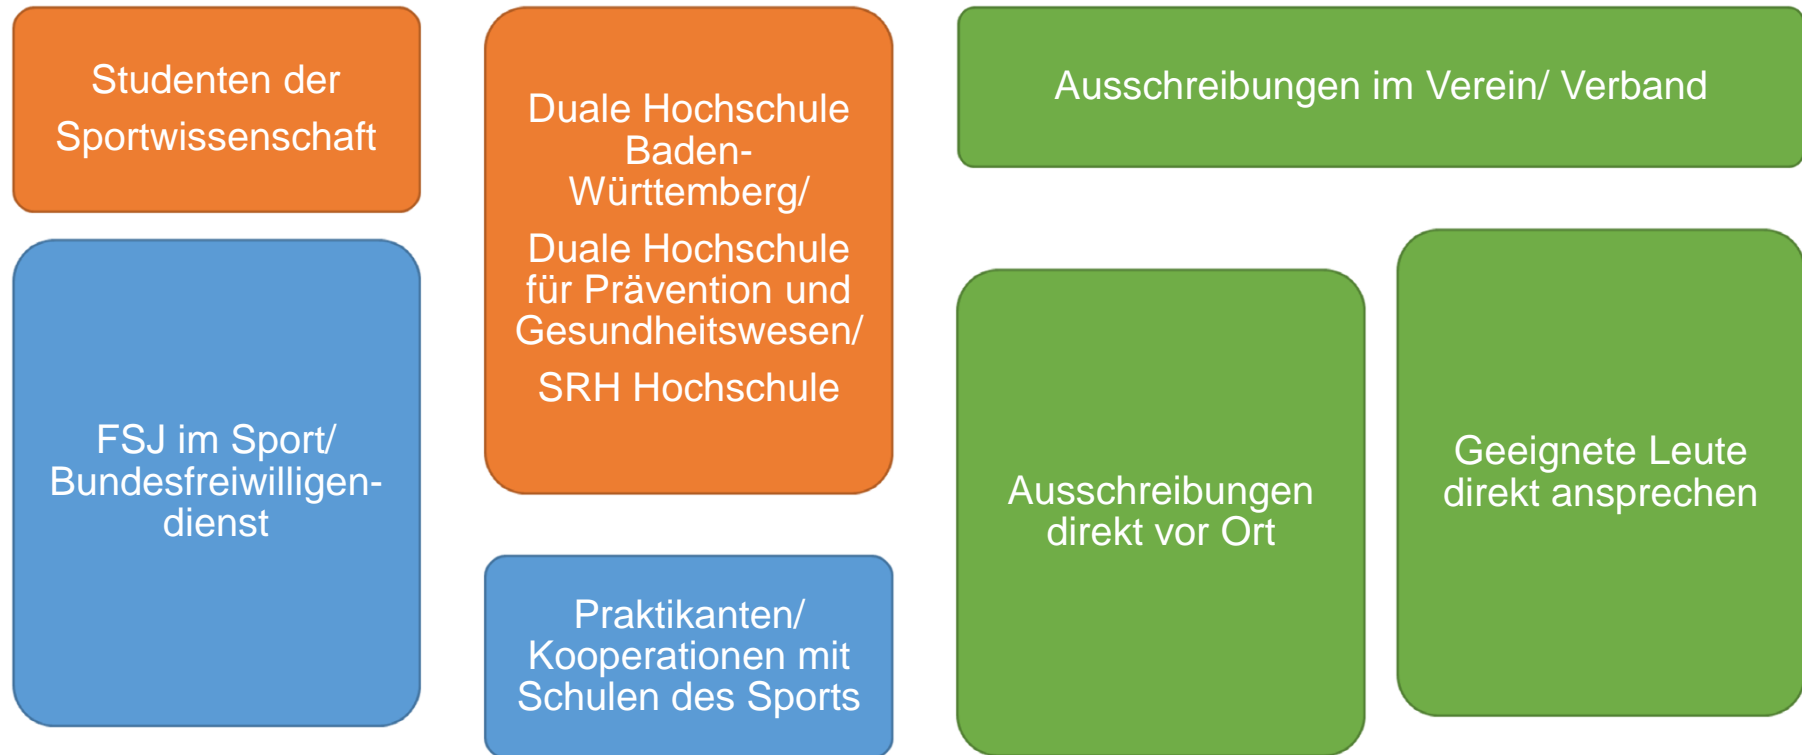 Studenten der
Sportwissenschaft
FSJ im Sport/
Bundesfreiwilligen-
dienst
Duale Hochschule
Baden-
Württemberg/
Duale Hochschule
für Prävention und
Gesundheitswesen/
SRH Hochschule
Praktikanten/
Kooperationen mit
Schulen des Sports
Ausschreibungen im Verein/ Verband
Ausschreibungen
direkt vor Ort
Geeignete Leute
direkt ansprechen